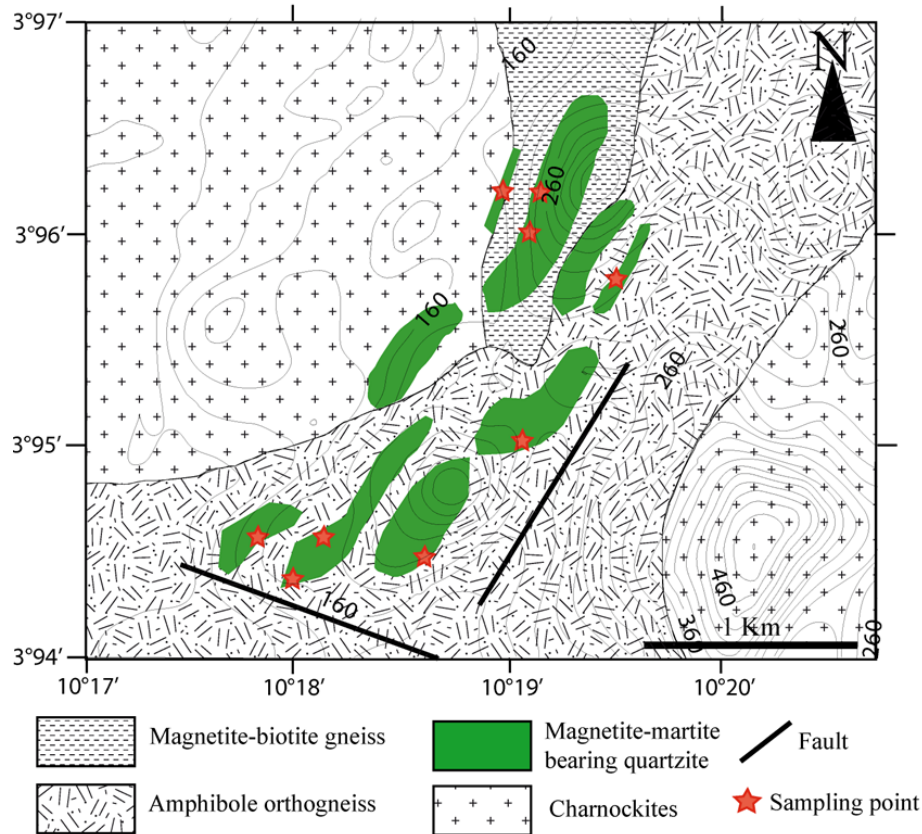 3°97′
160
N
260
3°96′
160
260
260
3°95′
460
160
360
1 Km
260
3°94′
10°17′
10°18′
10°19′
10°20′
Magnetite-biotite gneiss
Magnetite-martite
bearing quartzite
Fault
Amphibole orthogneiss
Charnockites
Sampling point